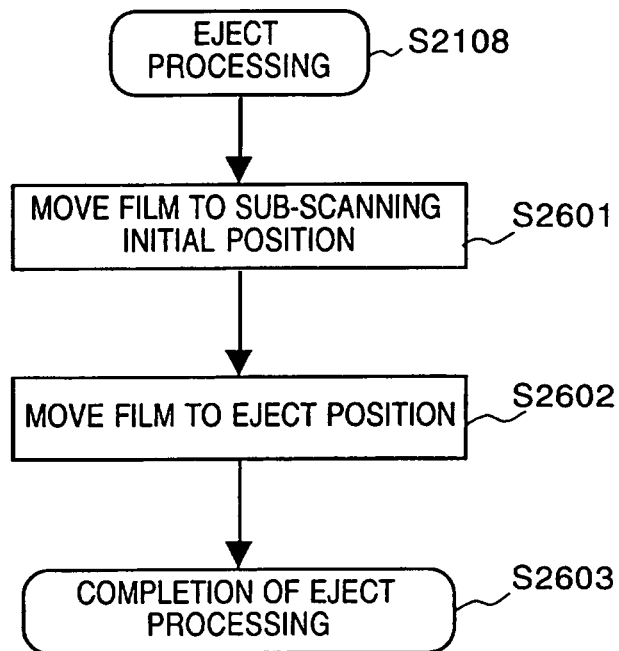 EJECT
PROCESSING
S2108
MOVE FILM TO SUB-SCANNING
INITIAL POSITION
S2601
MOVE FILM TO EJECT POSITION
S2602
COMPLETION OF EJECT
PROCESSING
S2603